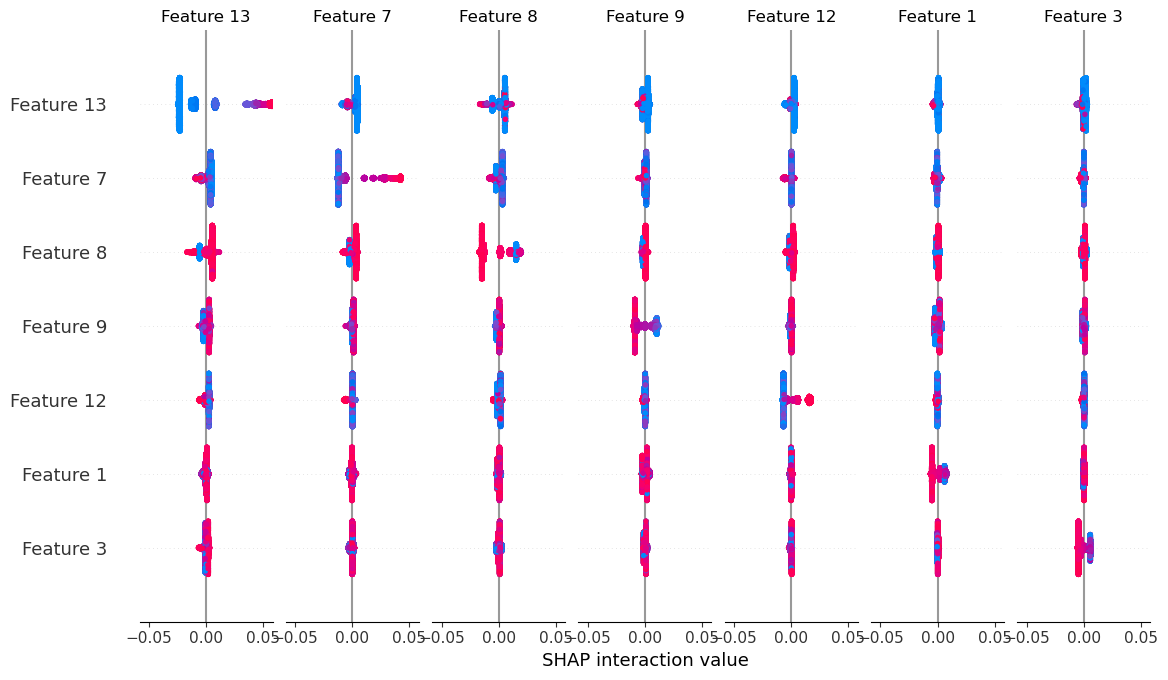 Feature 13 Feature 7 Feature 8 Feature 9 Feature 12 Feature 1 Feature 3
Feature 13
Feature 7
Feature 8
Feature 9
Feature 12
Feature 1
Feature 3
−0.05 0.00 0.05 −0.05 0.00 0.05 −0.05 0.00 0.05 −0.05 0.00 0.05 −0.05 0.00 0.05 −0.05 0.00 0.05 −0.05 0.00 0.05
SHAP interaction value